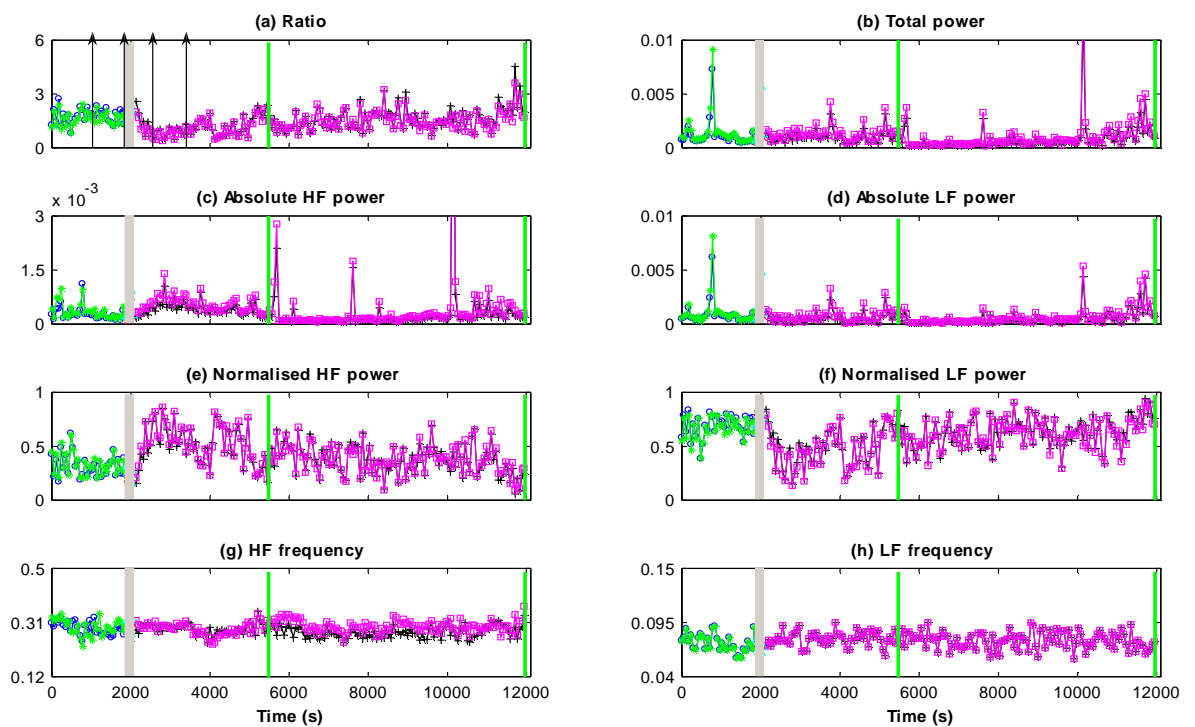 (a) Ratio
6
3
0
(b) Total power
0.01
0.005
0
x 10^-3
(c) Absolute HF power
3
1.5
0
(d) Absolute LF power
0.01
0.005
0
(e) Normalised HF power
1
0.5
0
(f) Normalised LF power
1
0.5
0
(g) HF frequency
0.5
0.31
0.12
0 2000 4000 6000 8000 10000 12000
Time (s)
(h) LF frequency
0.15
0.095
0.04
0 2000 4000 6000 8000 10000 12000
Time (s)